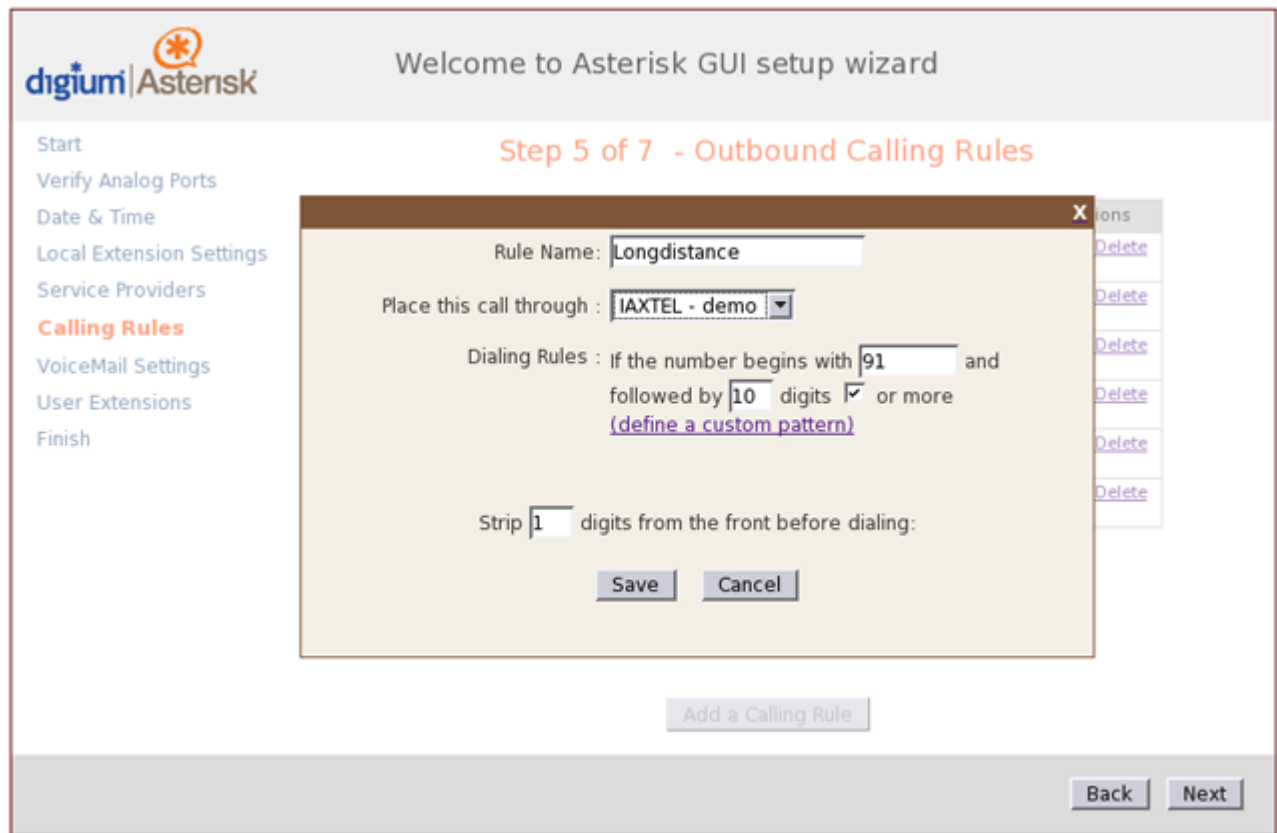 digium|Asterisk
Welcome to Asterisk GUI setup wizard
Start
Verify Analog Ports
Date & Time
Local Extension Settings
Service Providers
Calling Rules
VoiceMail Settings
User Extensions
Finish
Step 5 of 7 - Outbound Calling Rules
X
ions
Rule Name: Longdistance
Place this call through : IAXTEL - demo
Dialing Rules : If the number begins with 91 and
followed by 10 digits or more
(define a custom pattern)
Strip 1 digits from the front before dialing:
Save Cancel
Delete
Delete
Delete
Delete
Delete
Delete
Add a Calling Rule
Back Next